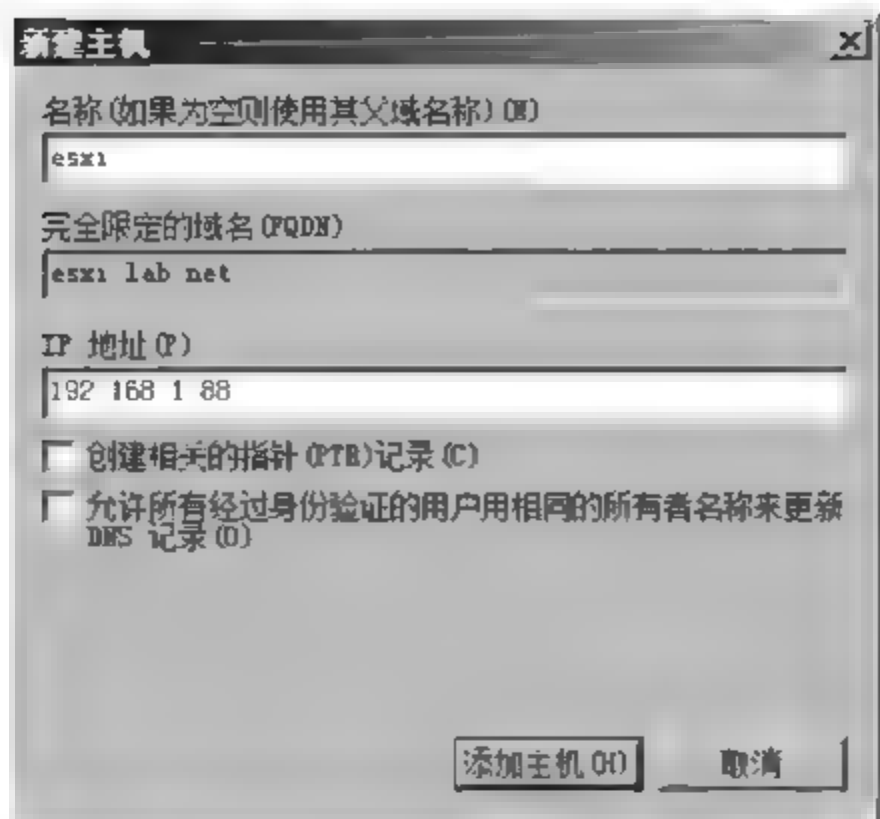 新建主机
名称(如果为空则使用其父域名称)(N)
esxi
完全限定的域名(FQDN)
esxi lab net
IP 地址(P)
192 168 1 88
创建相关的指针(PTR)记录(C)
允许所有经过身份验证的用户用相同的所有者名称来更新
DNS 记录(O)
添加主机(H) 取消